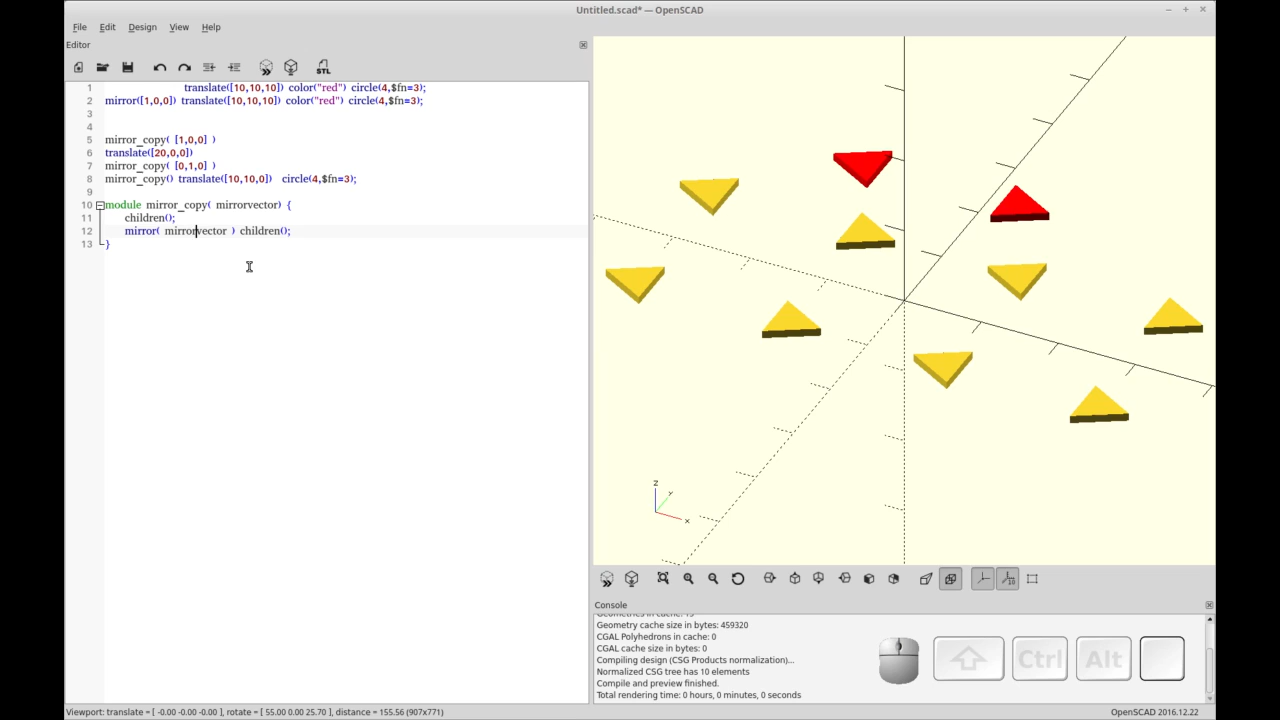 Untitled.scad* — OpenSCAD
File Edit Design View Help
Editor
STL
1 translate([10,10,10]) color("red") circle(4,$fn=3);
2 mirror([1,0,0]) translate([10,10,10]) color("red") circle(4,$fn=3);
3
4
5 mirror_copy( [1,0,0] )
6 translate([20,0,0])
7 mirror_copy( [0,1,0] )
8 mirror_copy() translate([10,10,0]) circle(4,$fn=3);
9
10 module mirror_copy( mirrorvector) {
11 children();
12 mirror( mirrorvector ) children();
13 }
Z
Y
X
10
Console
Geometry cache size in bytes: 459320
CGAL Polyhedrons in cache: 0
CGAL cache size in bytes: 0
Compiling design (CSG Products normalization)...
Normalized CSG tree has 10 elements
Compile and preview finished.
Total rendering time: 0 hours, 0 minutes, 0 seconds
Ctrl Alt
Viewport: translate = [ -0.00 -0.00 -0.00 ], rotate = [ 55.00 0.00 25.70 ], distance = 155.56 (907x771)
OpenSCAD 2016.12.22